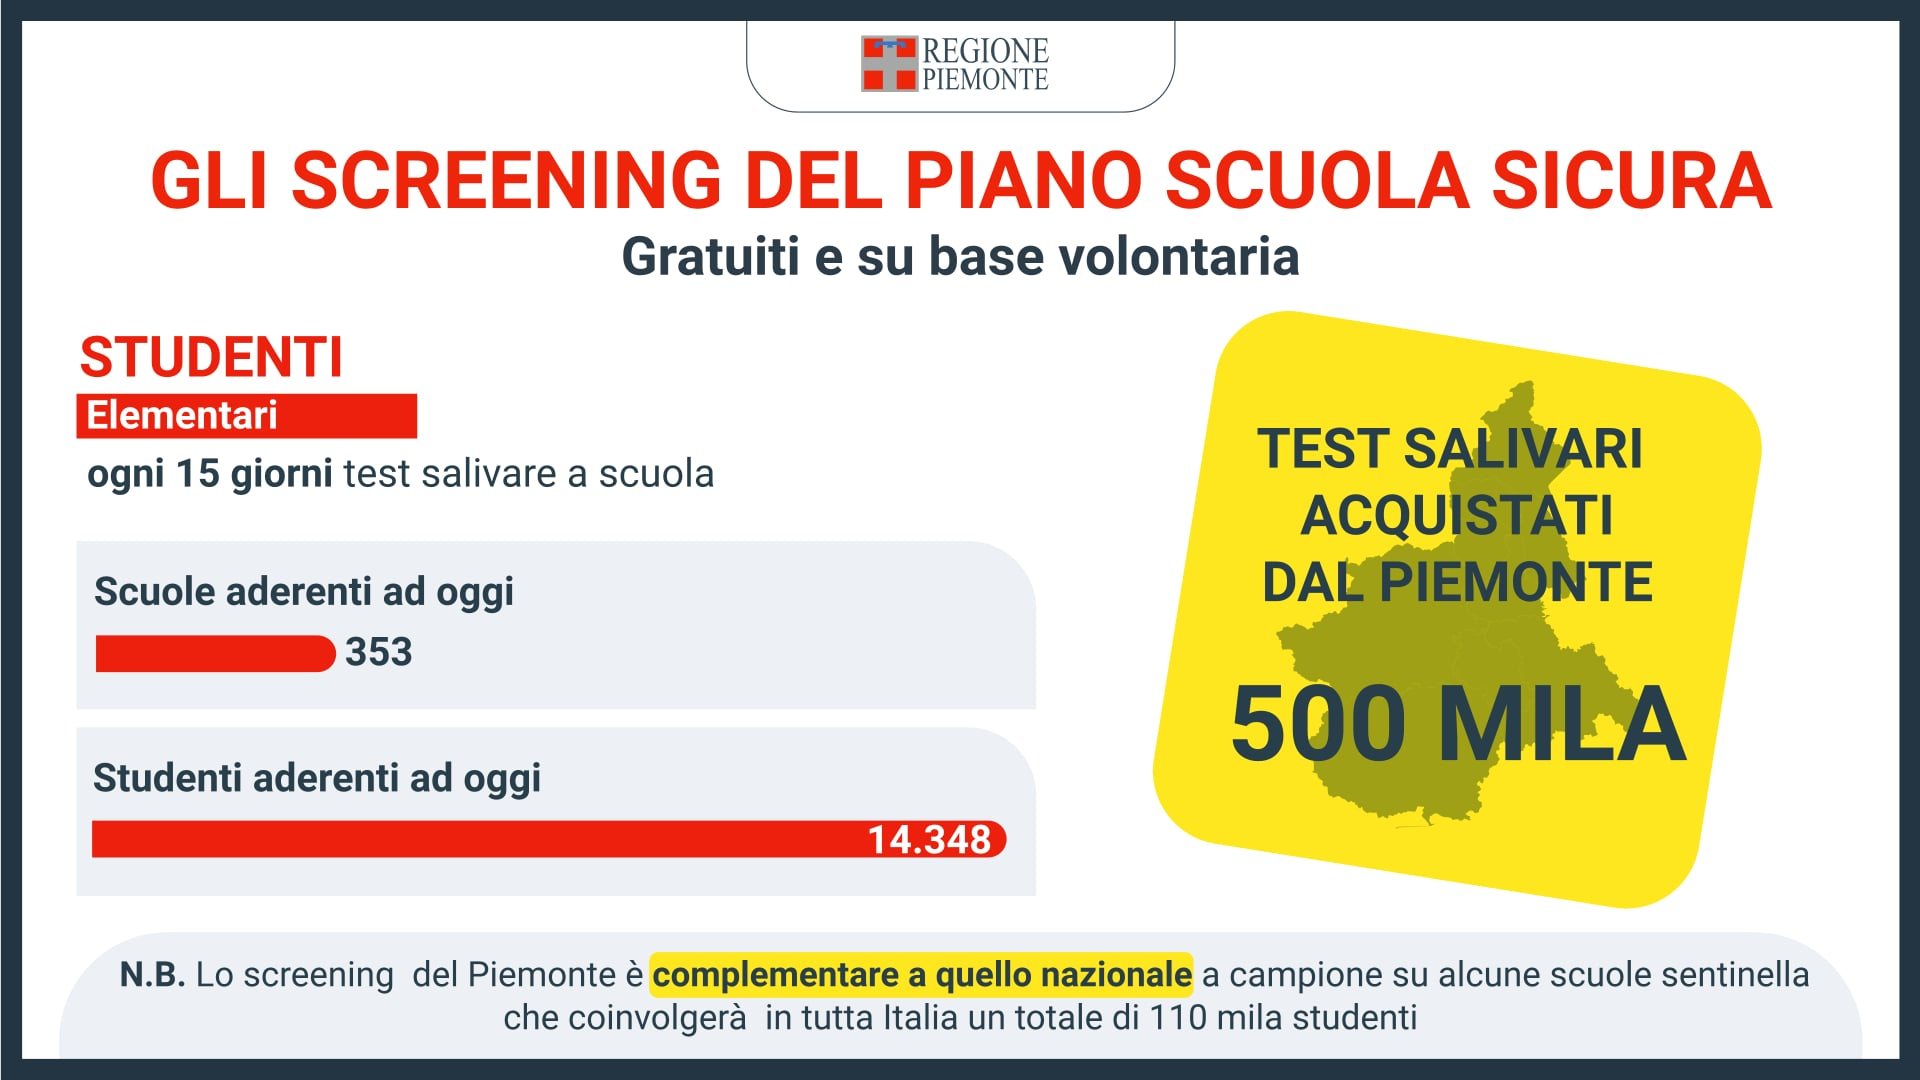 REGIONE
PIEMONTE
GLI SCREENING DEL PIANO SCUOLA SICURA
Gratuiti e su base volontaria
STUDENTI
Elementari
ogni 15 giorni test salivare a scuola
Scuole aderenti ad oggi
353
Studenti aderenti ad oggi
14.348
TEST SALIVARI
ACQUISTATI
DAL PIEMONTE
500 MILA
N.B. Lo screening del Piemonte è complementare a quello nazionale a campione su alcune scuole sentinella
che coinvolgerà in tutta Italia un totale di 110 mila studenti